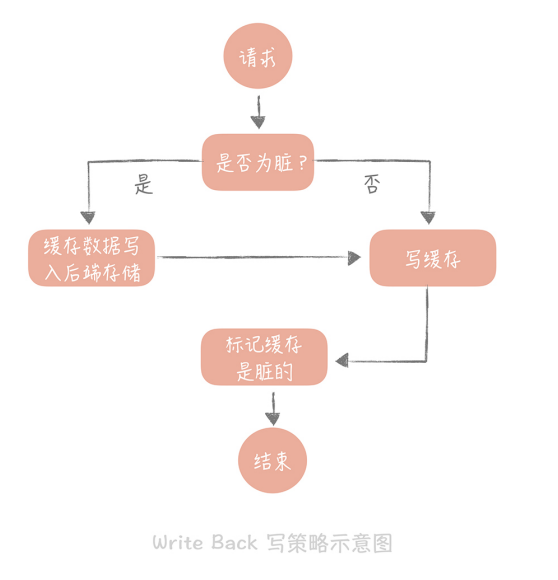 请求
是否为脏？
是
否
缓存数据写
入后端存储
写缓存
标记缓存
是脏的
结束
Write Back 写策略示意图